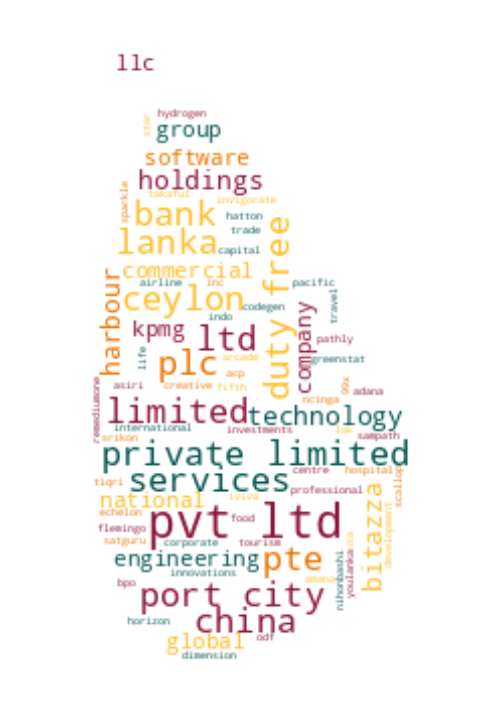 llc
hydrogen
star
group
software
holdings
sparkle
takaful
invigorate
bank
hatton
trade
lanka
capital
duty free
commercial
airline
inc
pacific
harbour
ceylon
codegen
travel
indo
kpmg
ltd
company
pathly
life
plc
arcade
greenstat
acp
asiri
creative
fifth
99x
adana
ncinga
remediumone
limited
technology
international
investments
lak
sampath
srikon
private limited
centre
hospital
scallop
tiqri
services
professional
national
iviva
bitazza
development
echelon
pvt ltd
food
flemingo
satguru
corporate
tourism
usa
youlanka
engineering
pte
nihonbashi
innovations
amana
bpo
port city
horizon
china
global
odf
dimension